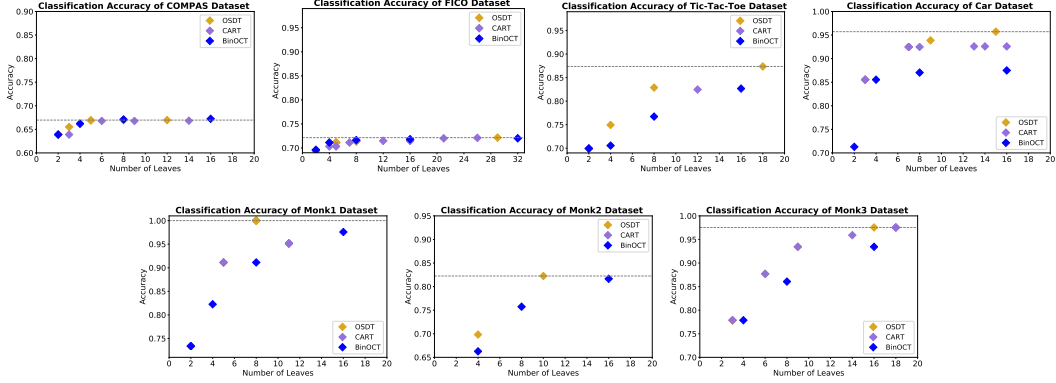 Classification Accuracy of COMPAS Dataset
0.90
0.85
0.80
0.75
0.70
0.65
0.60
Accuracy
OSDT
CART
BinOCT
0 2 4 6 8 10 12 14 16 18 20
Number of Leaves
Classification Accuracy of FICO Dataset
0.95
0.90
0.85
0.80
0.75
0.70
Accuracy
OSDT
CART
BinOCT
0 4 8 12 16 20 24 28 32
Number of Leaves
Classification Accuracy of Tic-Tac-Toe Dataset
0.95
0.90
0.85
0.80
0.75
0.70
Accuracy
OSDT
CART
BinOCT
0 2 4 6 8 10 12 14 16 18 20
Number of Leaves
Classification Accuracy of Car Dataset
1.00
0.95
0.90
0.85
0.80
0.75
0.70
Accuracy
OSDT
CART
BinOCT
0 2 4 6 8 10 12 14 16 18 20
Number of Leaves
Classification Accuracy of Monk1 Dataset
1.00
0.95
0.90
0.85
0.80
0.75
Accuracy
OSDT
CART
BinOCT
0 2 4 6 8 10 12 14 16 18 20
Number of Leaves
Classification Accuracy of Monk2 Dataset
0.95
0.90
0.85
0.80
0.75
0.70
0.65
Accuracy
OSDT
CART
BinOCT
0 2 4 6 8 10 12 14 16 18 20
Number of Leaves
Classification Accuracy of Monk3 Dataset
1.00
0.95
0.90
0.85
0.80
0.75
0.70
Accuracy
OSDT
CART
BinOCT
0 2 4 6 8 10 12 14 16 18 20
Number of Leaves